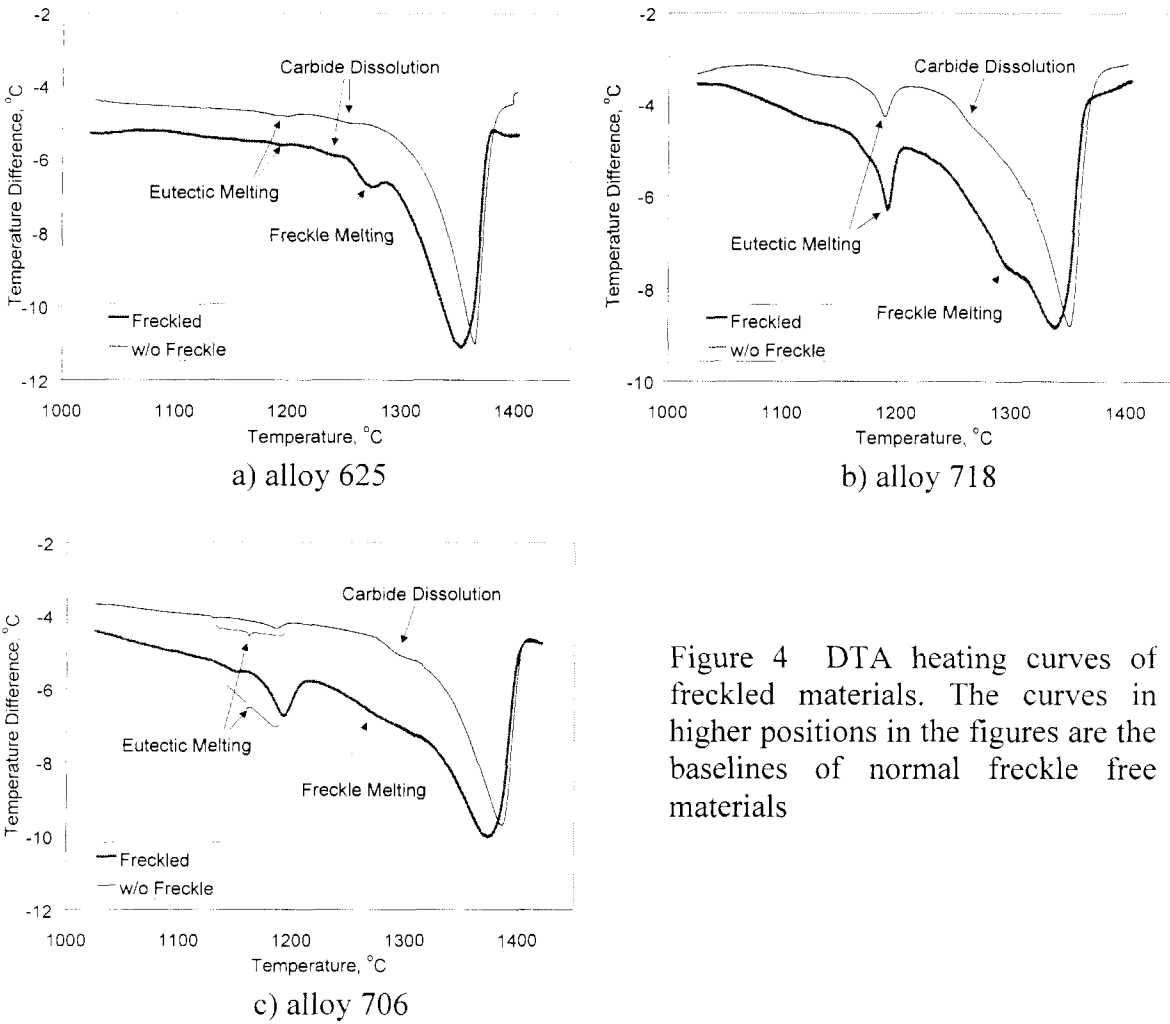 -2
-4
-6
-8
-10
-12
Temperature Difference, °C
Carbide Dissolution
Eutectic Melting
Freckle Melting
Freckled
w/o Freckle
1000 1100 1200 1300 1400
Temperature, °C
a) alloy 625
-2
-4
-6
-8
-10
Temperature Difference, °C
Carbide Dissolution
Eutectic Melting
Freckle Melting
Freckled
w/o Freckle
1000 1100 1200 1300 1400
Temperature, °C
b) alloy 718
-2
-4
-6
-8
-10
-12
Temperature Difference, °C
Carbide Dissolution
Eutectic Melting
Freckle Melting
Freckled
w/o Freckle
1000 1100 1200 1300 1400
Temperature, °C
c) alloy 706
Figure 4 DTA heating curves of
freckled materials. The curves in
higher positions in the figures are the
baselines of normal freckle free
materials